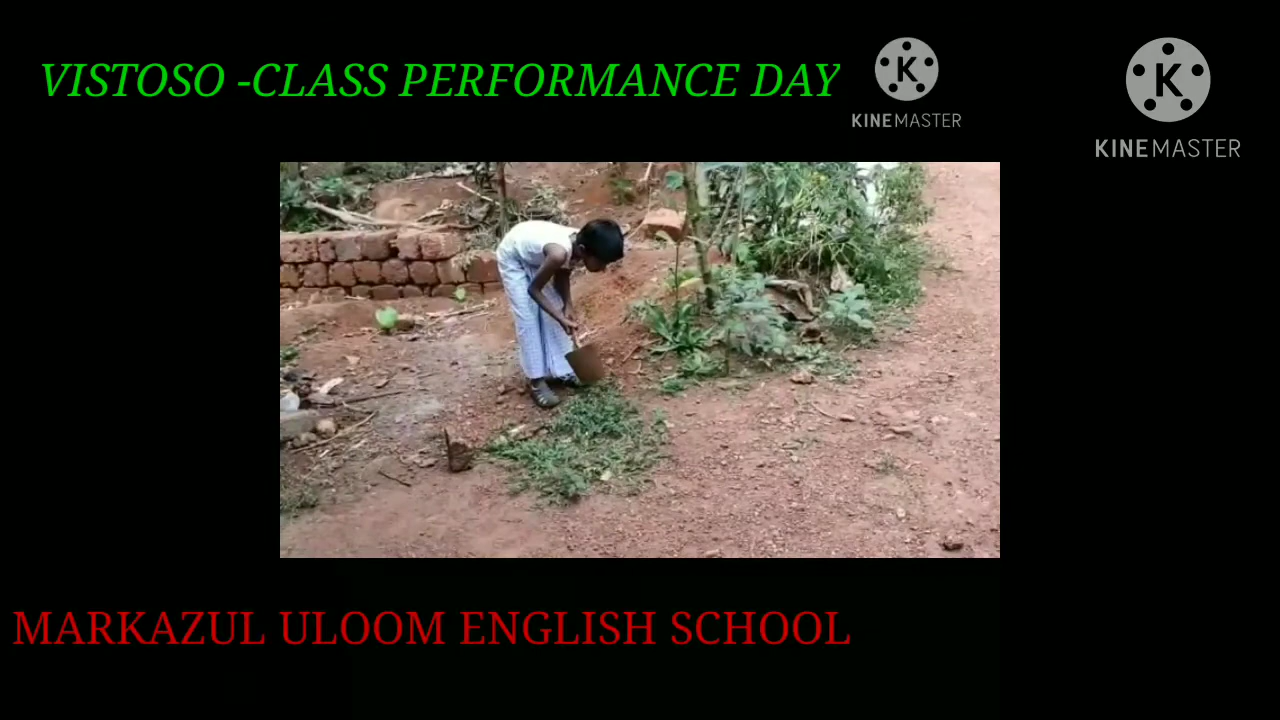 VISTOSO -CLASS PERFORMANCE DAY
KINEMASTER
KINEMASTER
MARKAZUL ULOOM ENGLISH SCHOOL